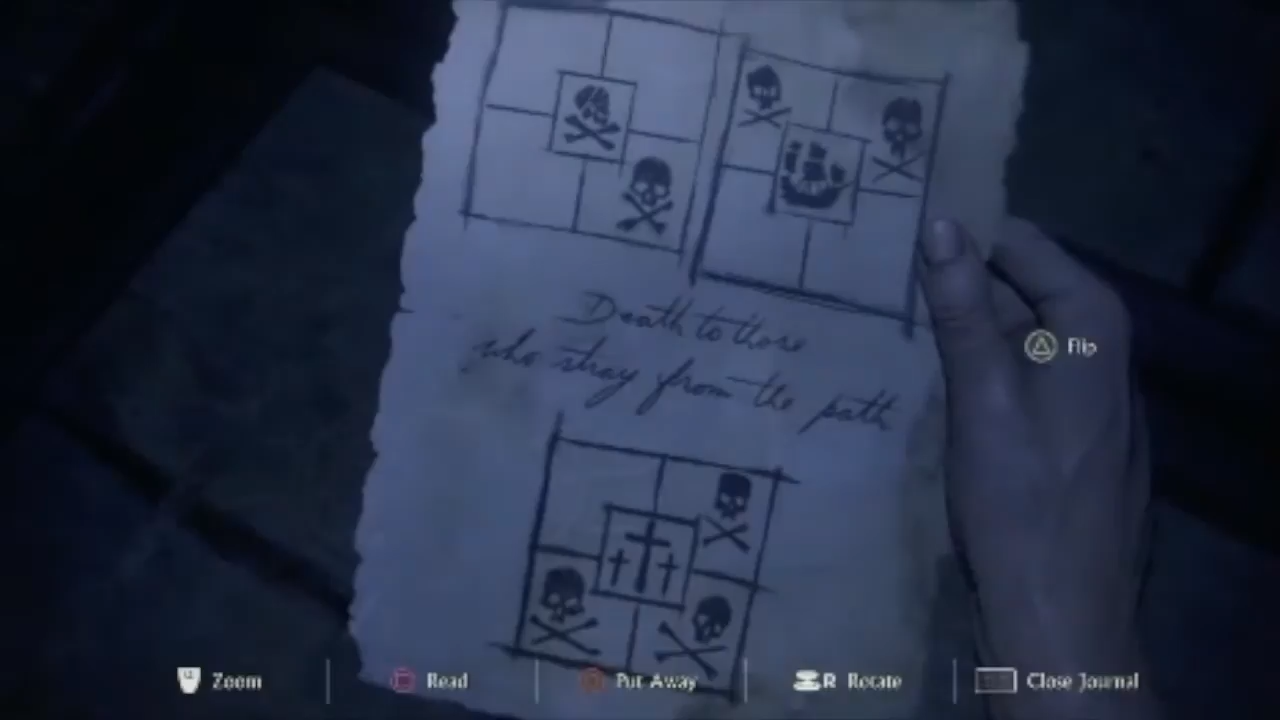 Death to those
who stray from the path
Flip
Zoom
Read
Put Away
R Rotate
Close Journal